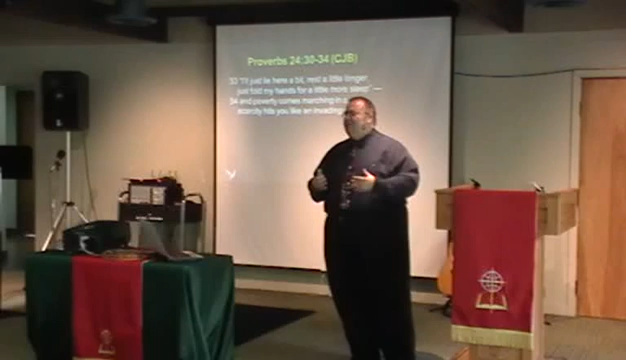 Proverbs 24:30-34 (CJB)
33 "I'll just lie here a bit, rest a little longer,
just fold my hands for a little more sleep" —
34 and poverty comes marching in
scarcity hits you like an invading